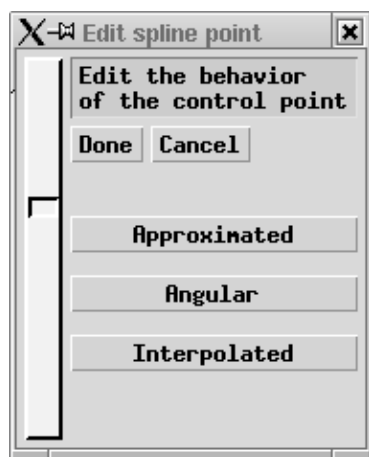 Edit spline point
Edit the behavior
of the control point
Done Cancel
Approximated
Angular
Interpolated